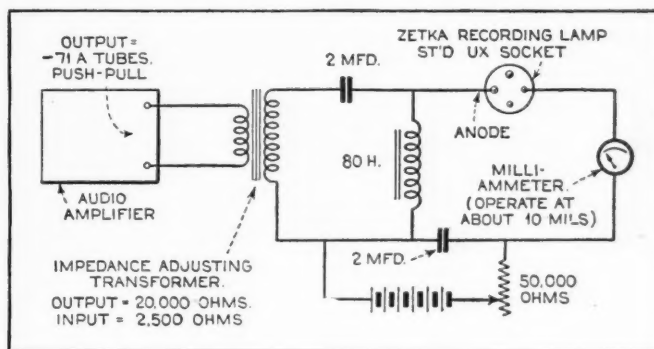 OUTPUT=
-71 A TUBES.
PUSH-PULL
AUDIO
AMPLIFIER
IMPEDANCE ADJUSTING
TRANSFORMER.
OUTPUT = 20,000 OHMS.
INPUT = 2,500 OHMS
2 MFD.
80 H.
2 MFD.
ZETKA RECORDING LAMP
ST'D UX SOCKET
ANODE
MILLI-
AMMETER.
(OPERATE AT
ABOUT 10 MILS)
50,000
OHMS